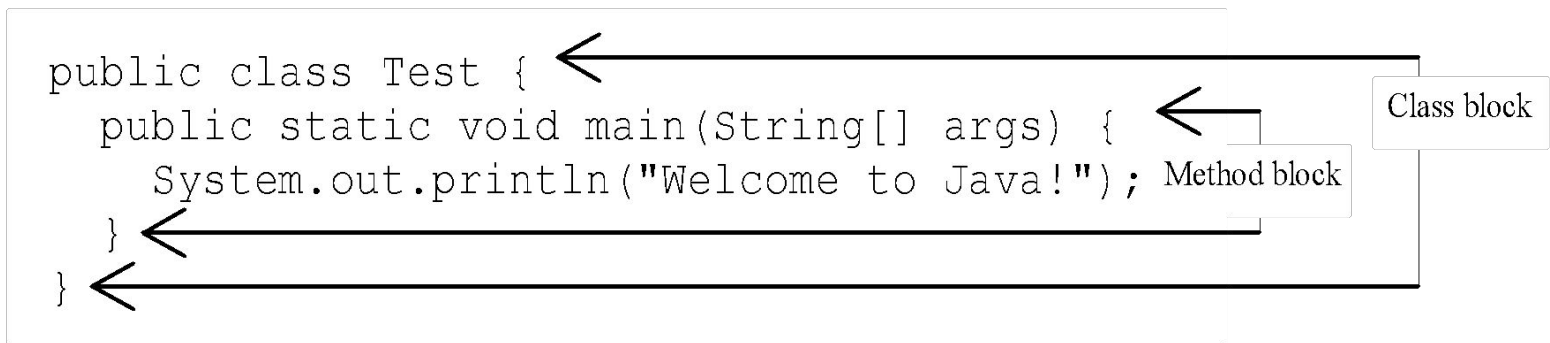 public class Test {
public static void main(String[] args) {
System.out.println("Welcome to Java!");
}
}
Class block
Method block